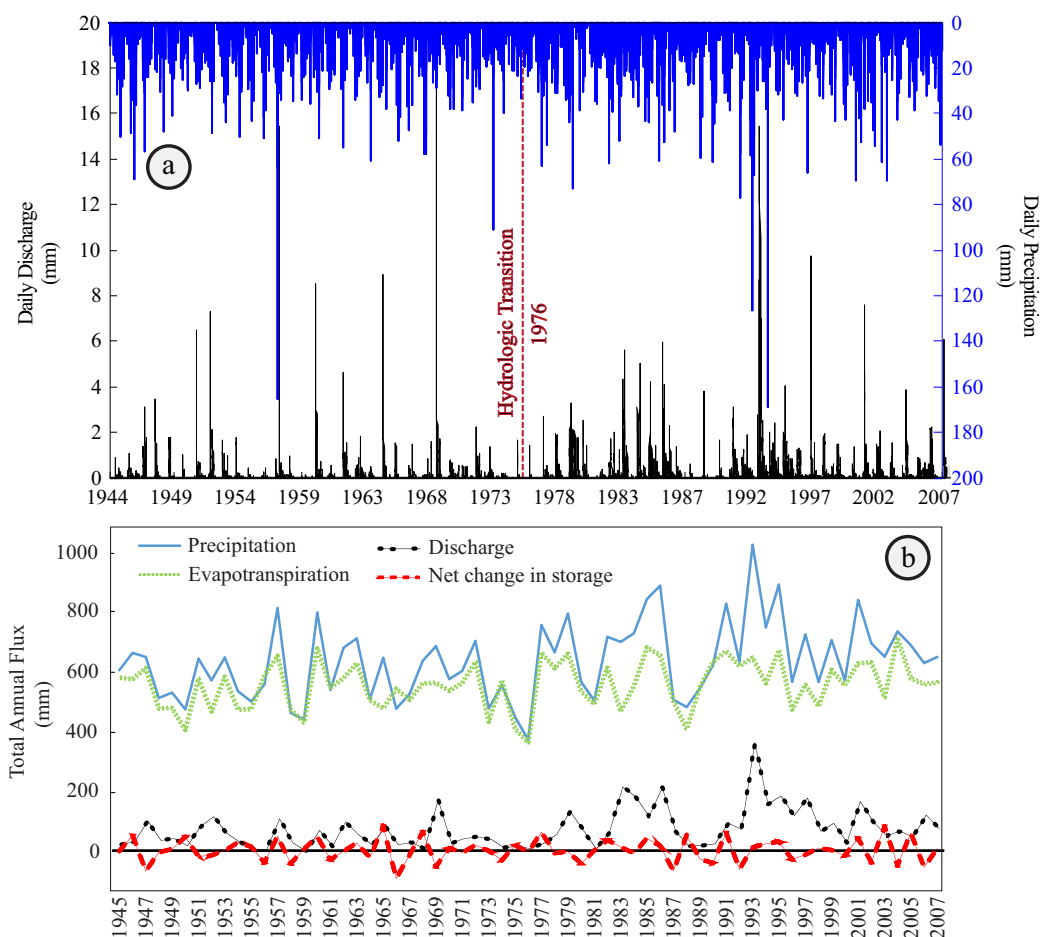 20
18
16
14
12
10
8
6
4
2
0
Daily Discharge
(mm)
0
20
40
60
80
100
120
140
160
180
200
Daily Precipitation
(mm)
a
Hydrologic Transition
1976
1944 1949 1954 1959 1963 1968 1973 1978 1983 1987 1992 1997 2002 2007
Precipitation
Evapotranspiration
Discharge
Net change in storage
b
1000
800
600
400
200
0
Total Annual Flux
(mm)
1945 1947 1949 1951 1953 1955 1957 1959 1961 1963 1965 1967 1969 1971 1973 1975 1977 1979 1981 1983 1985 1987 1989 1991 1993 1995 1997 1999 2001 2003 2005 2007